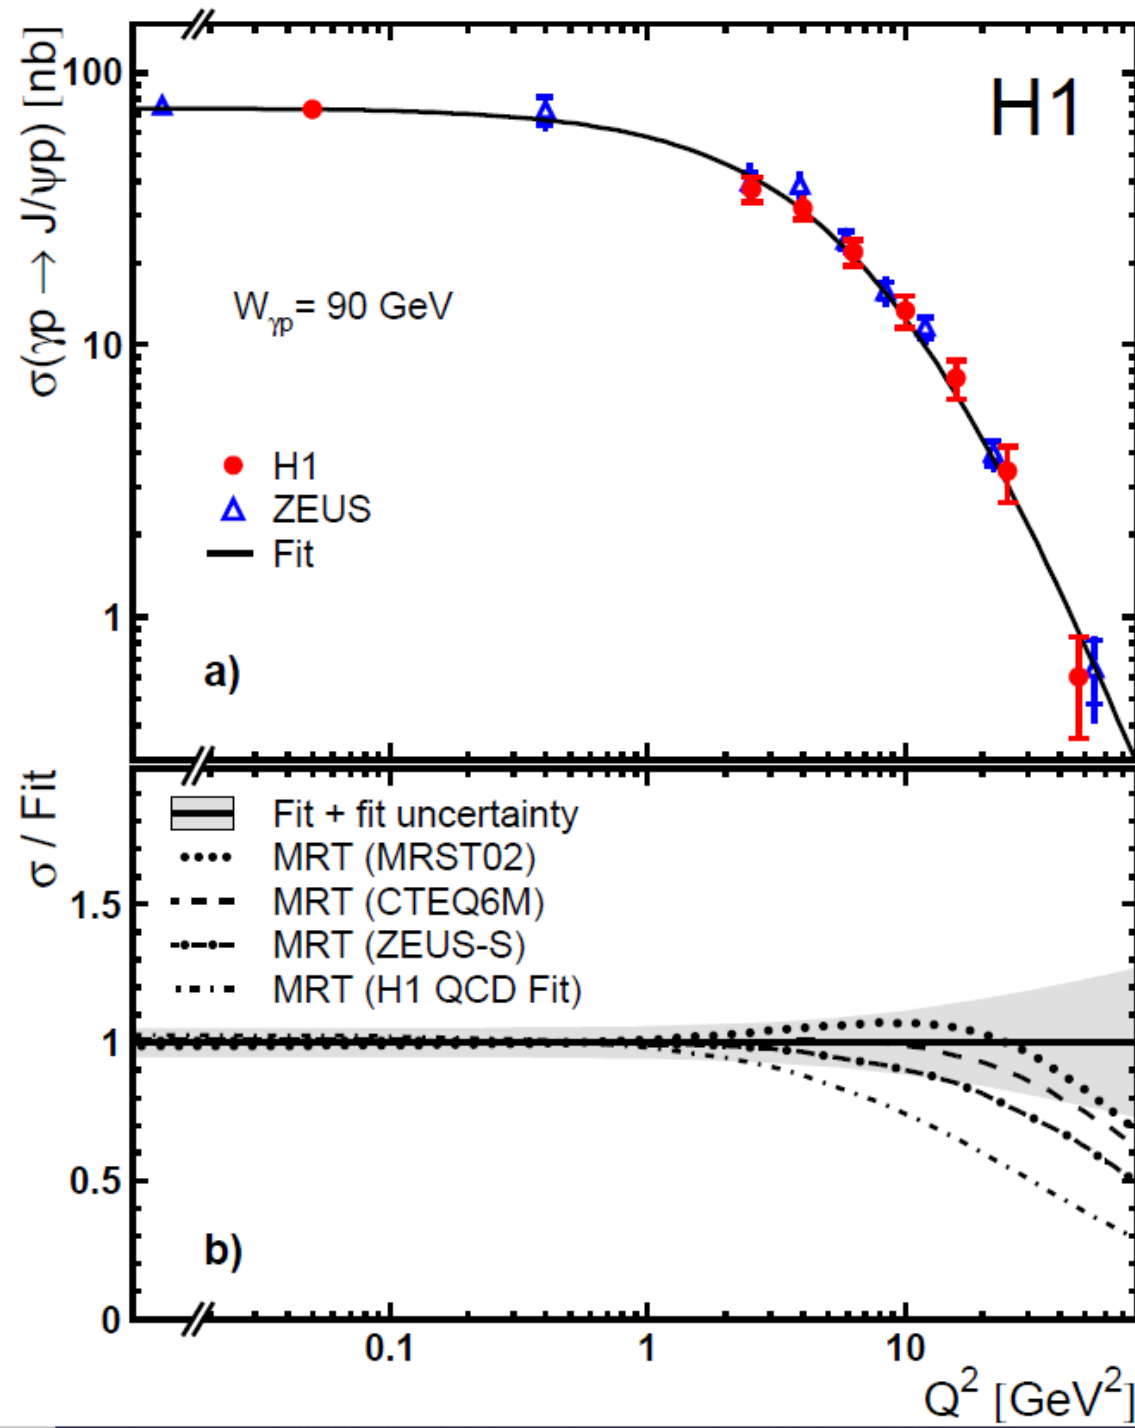 σ(γp → J/ψp) [nb]
100
10
1
H1
W_γp = 90 GeV
H1
ZEUS
Fit
a)
σ / Fit
1.5
1
0.5
0
Fit + fit uncertainty
MRT (MRST02)
MRT (CTEQ6M)
MRT (ZEUS-S)
MRT (H1 QCD Fit)
b)
0.1
1
10
Q² [GeV²]